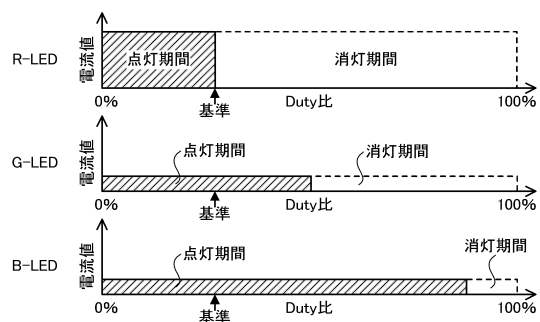 R-LED
電流値
点灯期間
消灯期間
0%
基準
Duty比
100%
G-LED
電流値
点灯期間
消灯期間
0%
基準
Duty比
100%
B-LED
電流値
点灯期間
消灯期間
0%
基準
Duty比
100%